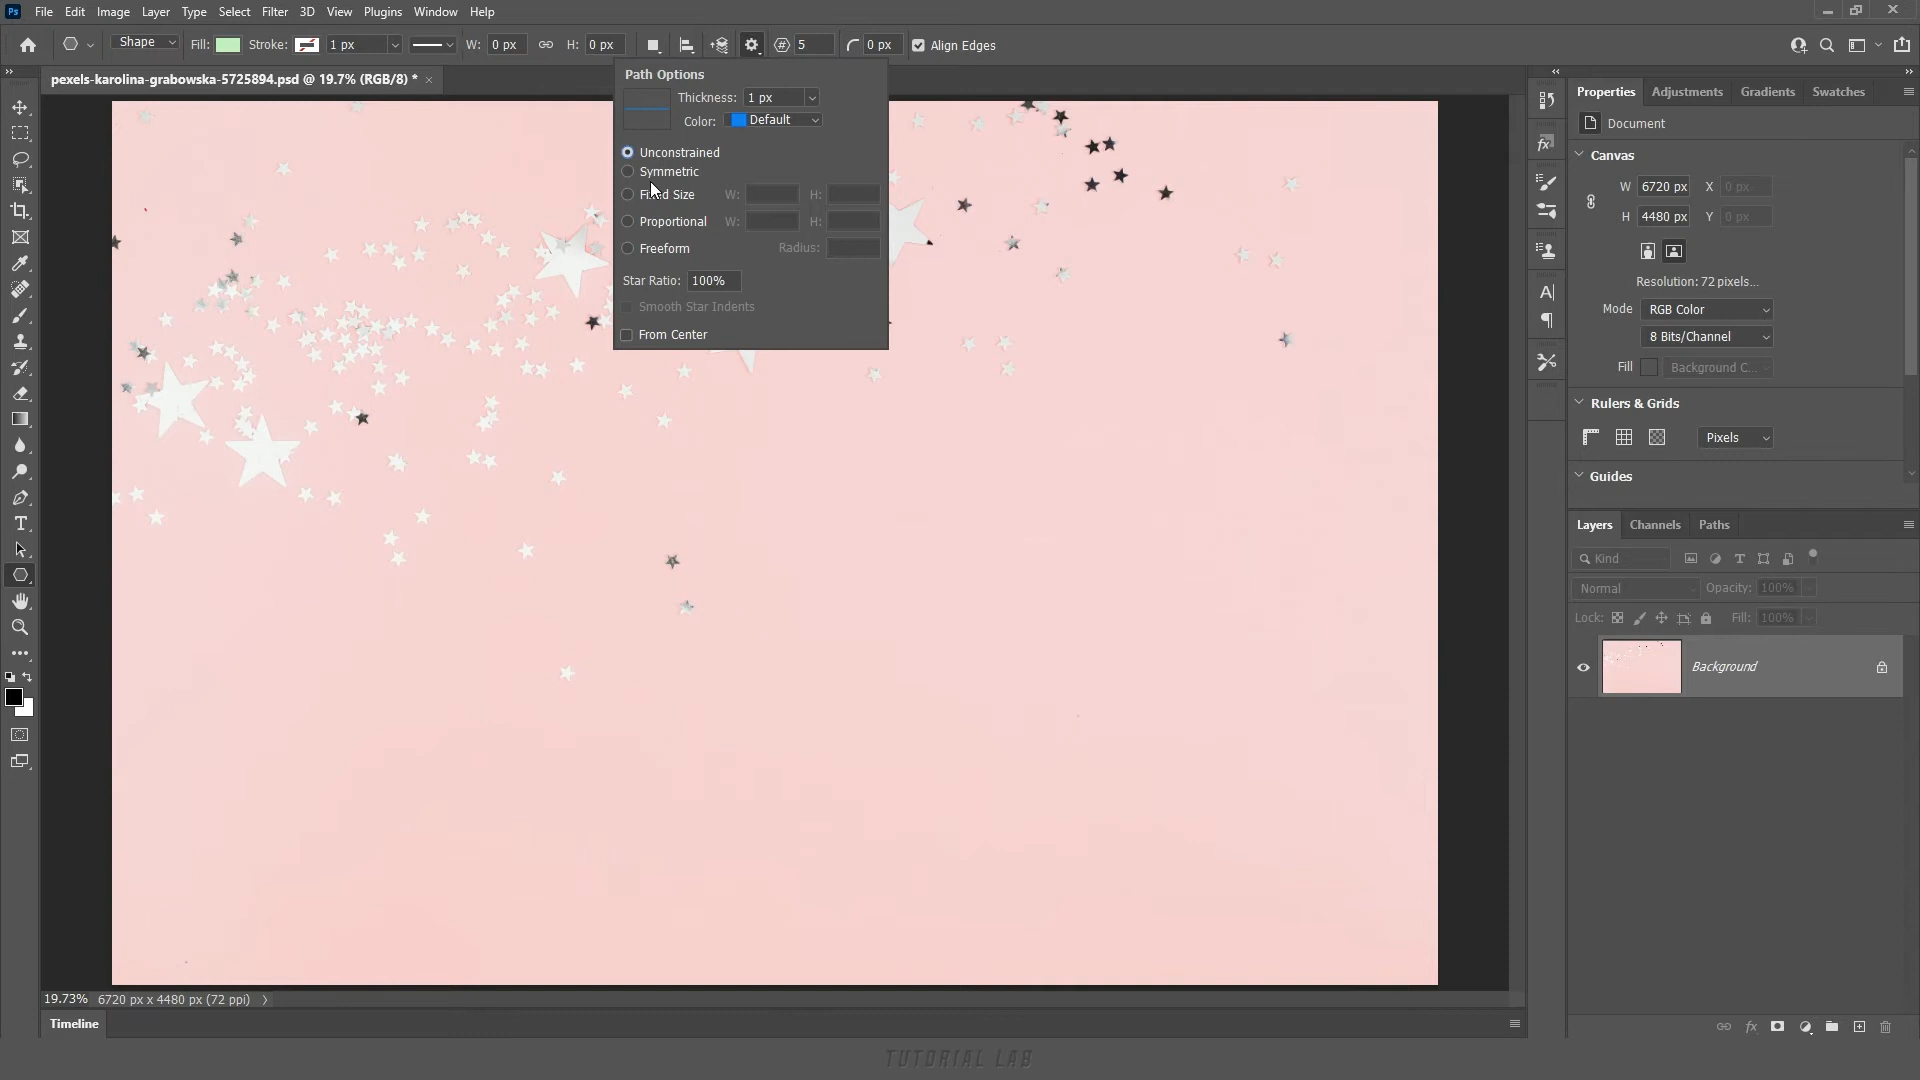 Ps File Edit Image Layer Type Select Filter 3D View Plugins Window Help
Shape Fill: Stroke: 1 px W: 0 px H: 0 px 5 0 px Align Edges
pexels-karolina-grabowska-5725894.psd @ 19.7% (RGB/8) * ×
Path Options
Thickness: 1 px
Color: Default
Unconstrained
Symmetric
Fixed Size W: H:
Proportional W: H:
Freeform Radius:
Star Ratio: 100%
Smooth Star Indents
From Center
Properties Adjustments Gradients Swatches
Document
Canvas
W 6720 px X 0 px
H 4480 px Y 0 px
Resolution: 72 pixels...
Mode RGB Color
8 Bits/Channel
Fill Background C...
Rulers & Grids
Pixels
Guides
Layers Channels Paths
Kind
Normal Opacity: 100%
Lock: Fill: 100%
Background
19.73% 6720 px x 4480 px (72 ppi)
Timeline
TUTORIAL LAB